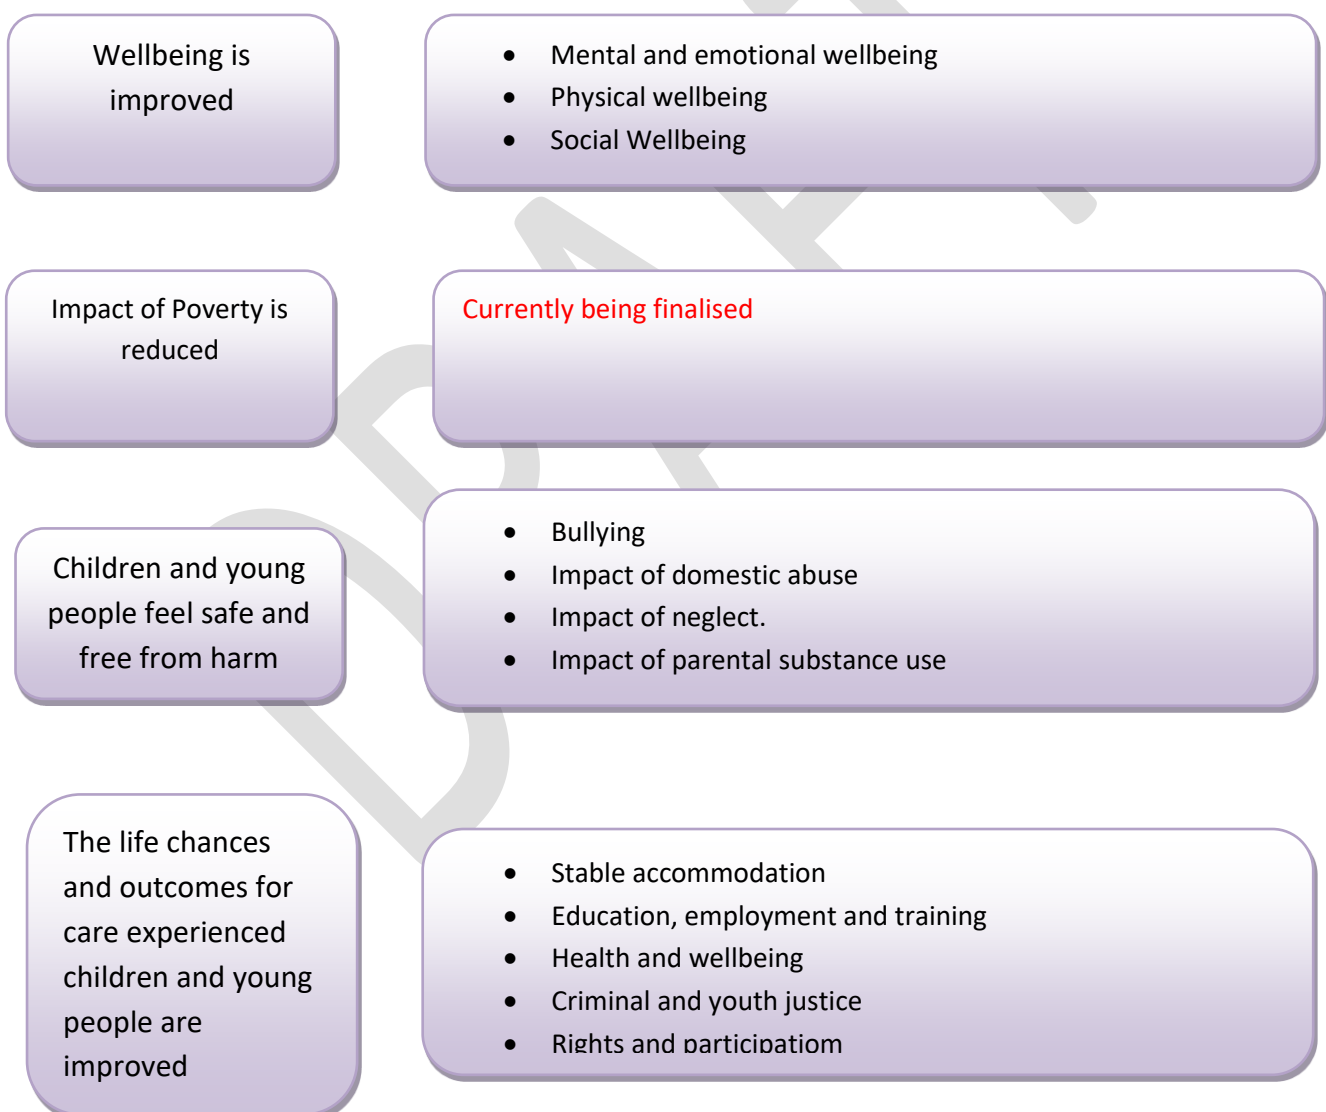 Wellbeing is
improved
• Mental and emotional wellbeing
• Physical wellbeing
• Social Wellbeing
Impact of Poverty is
reduced
Currently being finalised
Children and young
people feel safe and
free from harm
• Bullying
• Impact of domestic abuse
• Impact of neglect.
• Impact of parental substance use
The life chances
and outcomes for
care experienced
children and young
people are
improved
• Stable accommodation
• Education, employment and training
• Health and wellbeing
• Criminal and youth justice
• Rights and participatiom
DRAFT